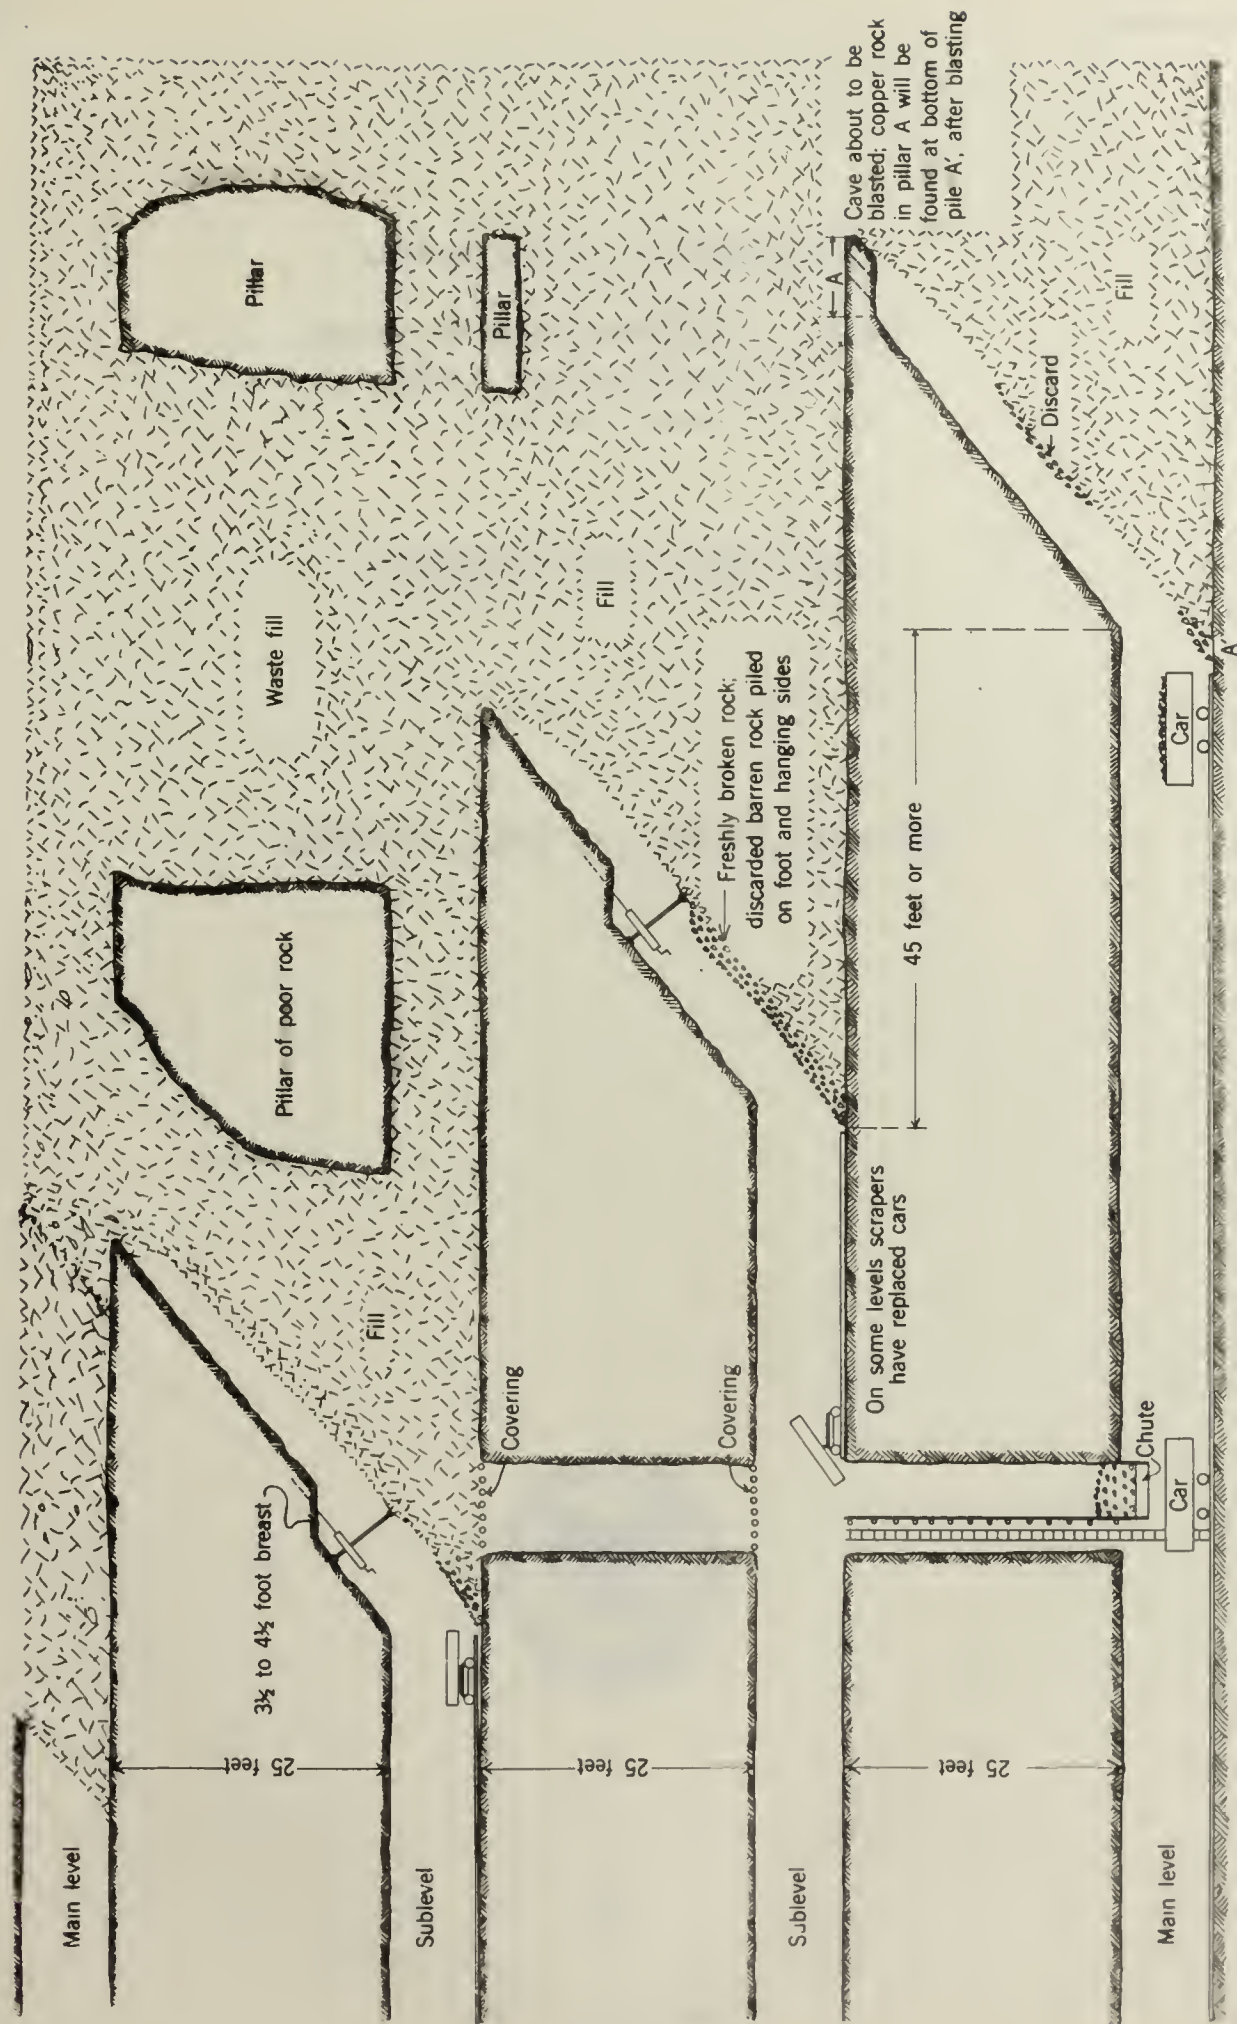 Main level
Sublevel
Sublevel
Main level
25 feet
25 feet
25 feet
3½ to 4½ foot breast
Fill
Pillar of poor rock
Waste fill
Pillar
Pillar
Fill
Covering
Covering
Freshly broken rock;
discarded barren rock piled
on foot and hanging sides
On some levels scrapers
have replaced cars
45 feet or more
Chute
Car
Car
A
Cave about to be
blasted; copper rock
in pillar A will be
found at bottom of
pile A', after blasting
Discard
Fill
A'